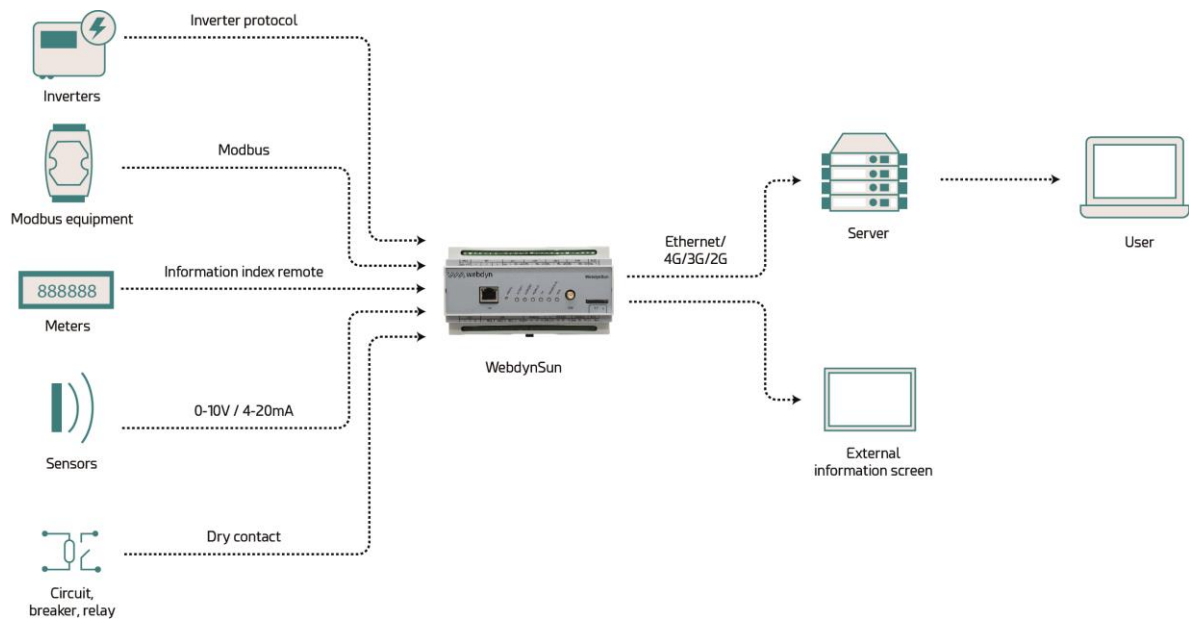 Inverter protocol
Inverters
Modbus
Modbus equipment
Information index remote
888888
Meters
0-10V / 4-20mA
Sensors
Dry contact
Circuit,
breaker, relay
webdyn
WebdynSun
WebdynSun
Ethernet/
4G/3G/2G
Server
User
External
information screen